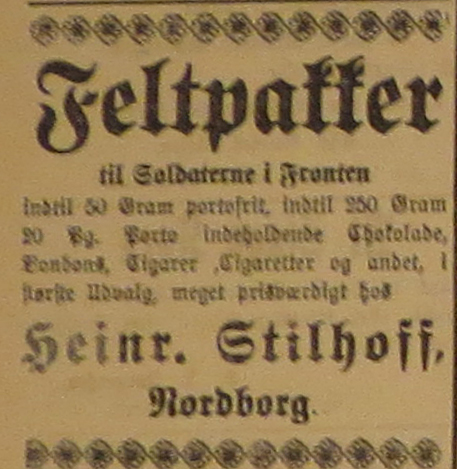 Feltpakker
til Soldaterne i Fronten
indtil 50 Gram portofrit, indtil 250 Gram
20 Pg. Porto indeholdende Chokolade,
Bonbons, Cigarer ,Cigaretter og andet, i
største Udvalg, meget prisværdigt hos
Heinr. Stilhoff,
Nordborg.